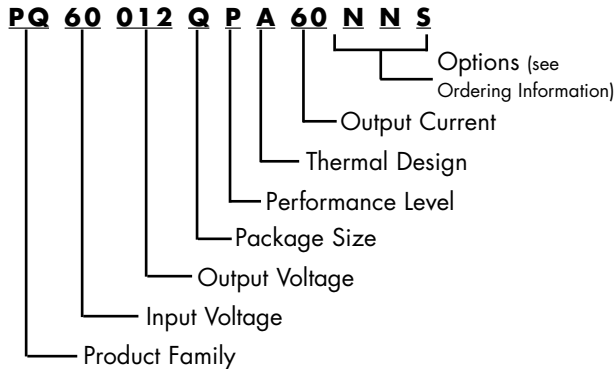 PQ 60 012 Q P A 60 N N S
Options (see
Ordering Information)
Output Current
Thermal Design
Performance Level
Package Size
Output Voltage
Input Voltage
Product Family